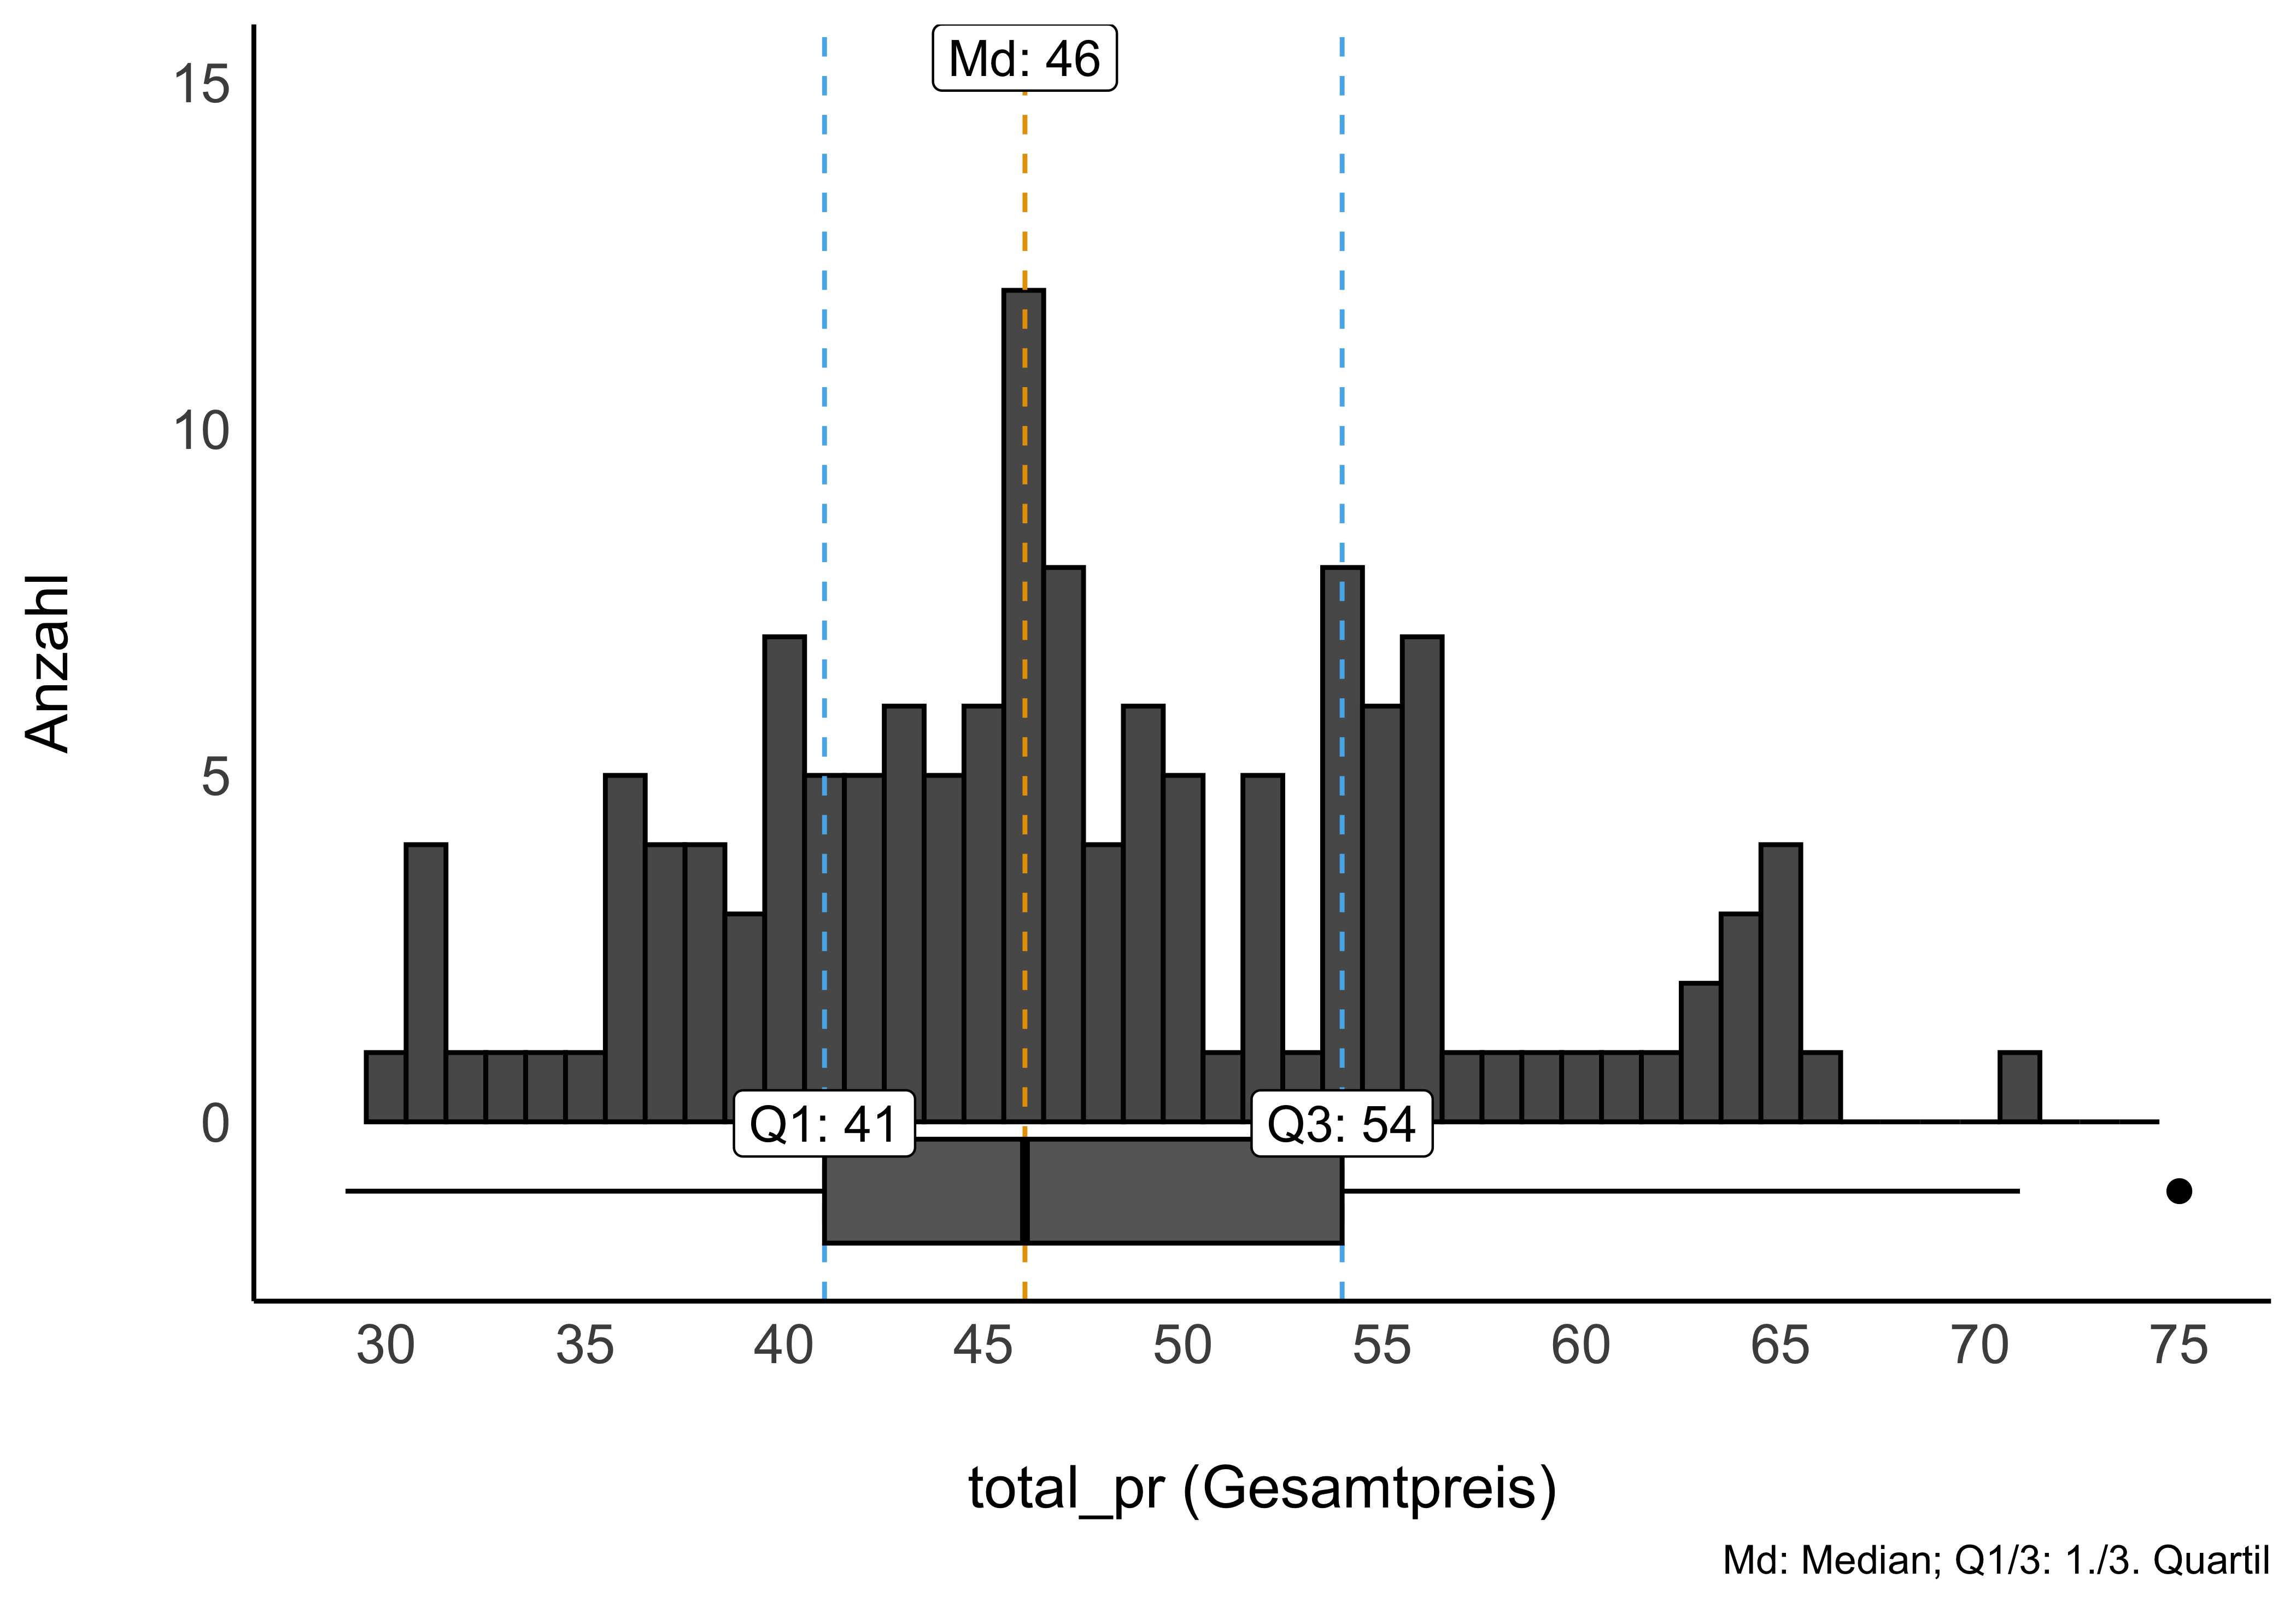 Md: 46
15
10
5
0
Anzahl
Q1: 41
Q3: 54
30 35 40 45 50 55 60 65 70 75
total_pr (Gesamtpreis)
Md: Median; Q1/3: 1./3. Quartil